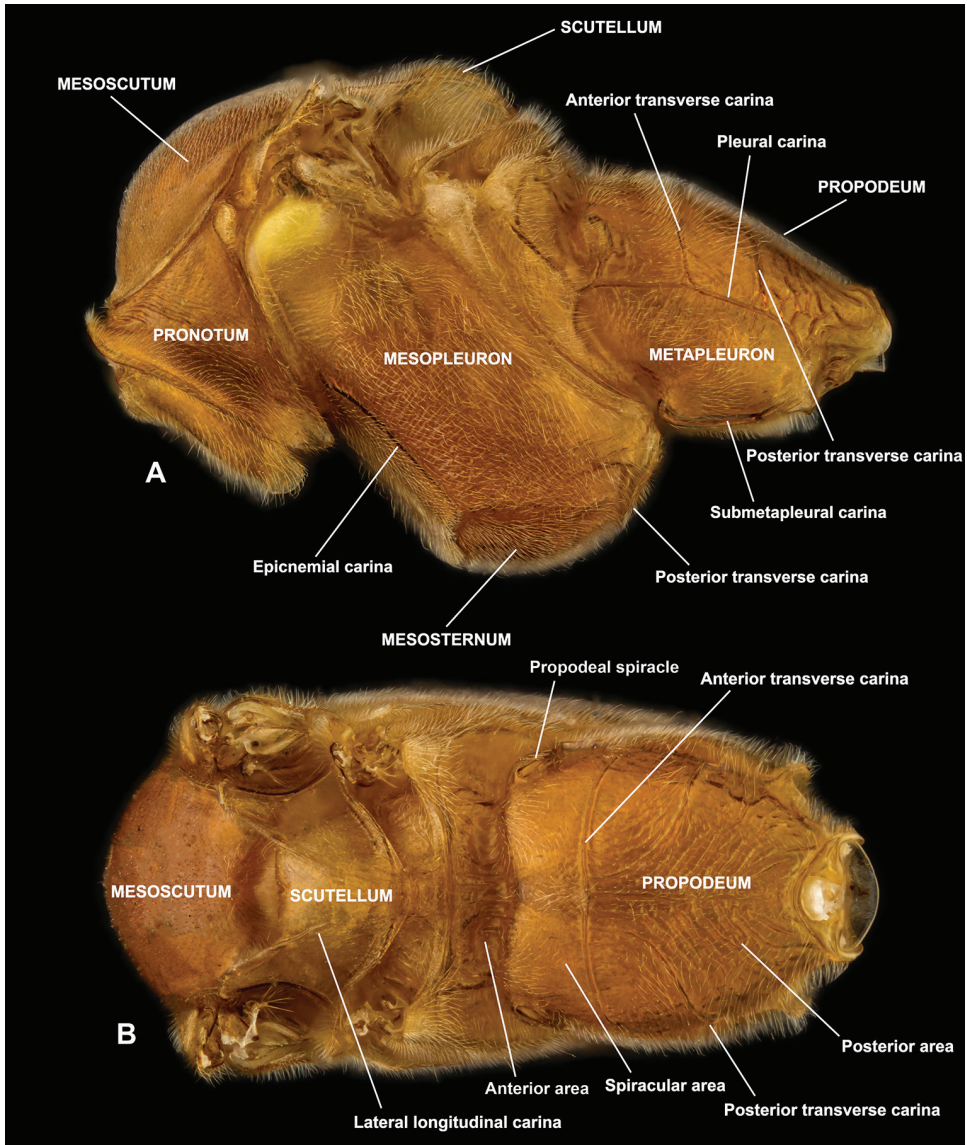 SCUTELLUM
MESOSCUTUM
Anterior transverse carina
Pleural carina
PROPODEUM
PRONOTUM
MESOPLEURON
METAPLEURON
A
Posterior transverse carina
Submetapleural carina
Epicnemial carina
Posterior transverse carina
MESOSTERNUM
Propodeal spiracle
Anterior transverse carina
MESOSCUTUM
SCUTELLUM
PROPODEUM
B
Posterior area
Anterior area
Spiracular area
Posterior transverse carina
Lateral longitudinal carina